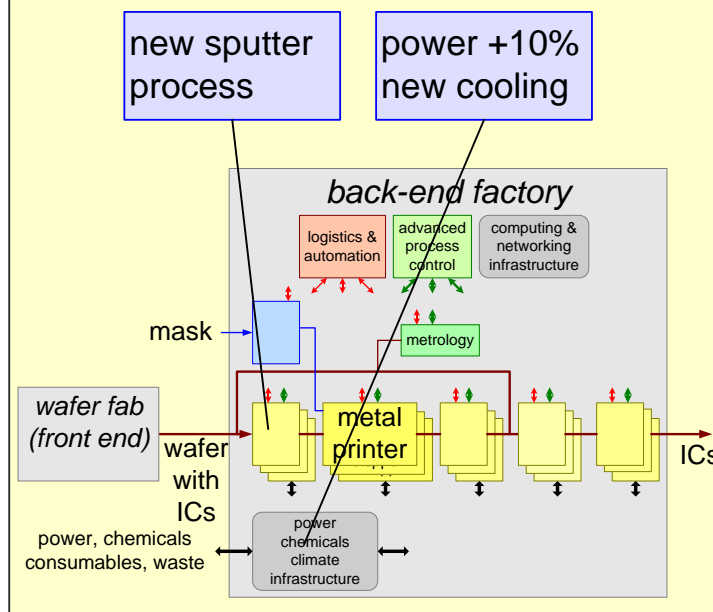 new sputter
process
power +10%
new cooling
back-end factory
logistics &
automation
advanced
process
control
computing &
networking
infrastructure
mask
metrology
wafer fab
(front end)
metal
printer
wafer
with
ICs
ICs
power, chemicals
consumables, waste
power
chemicals
climate
infrastructure